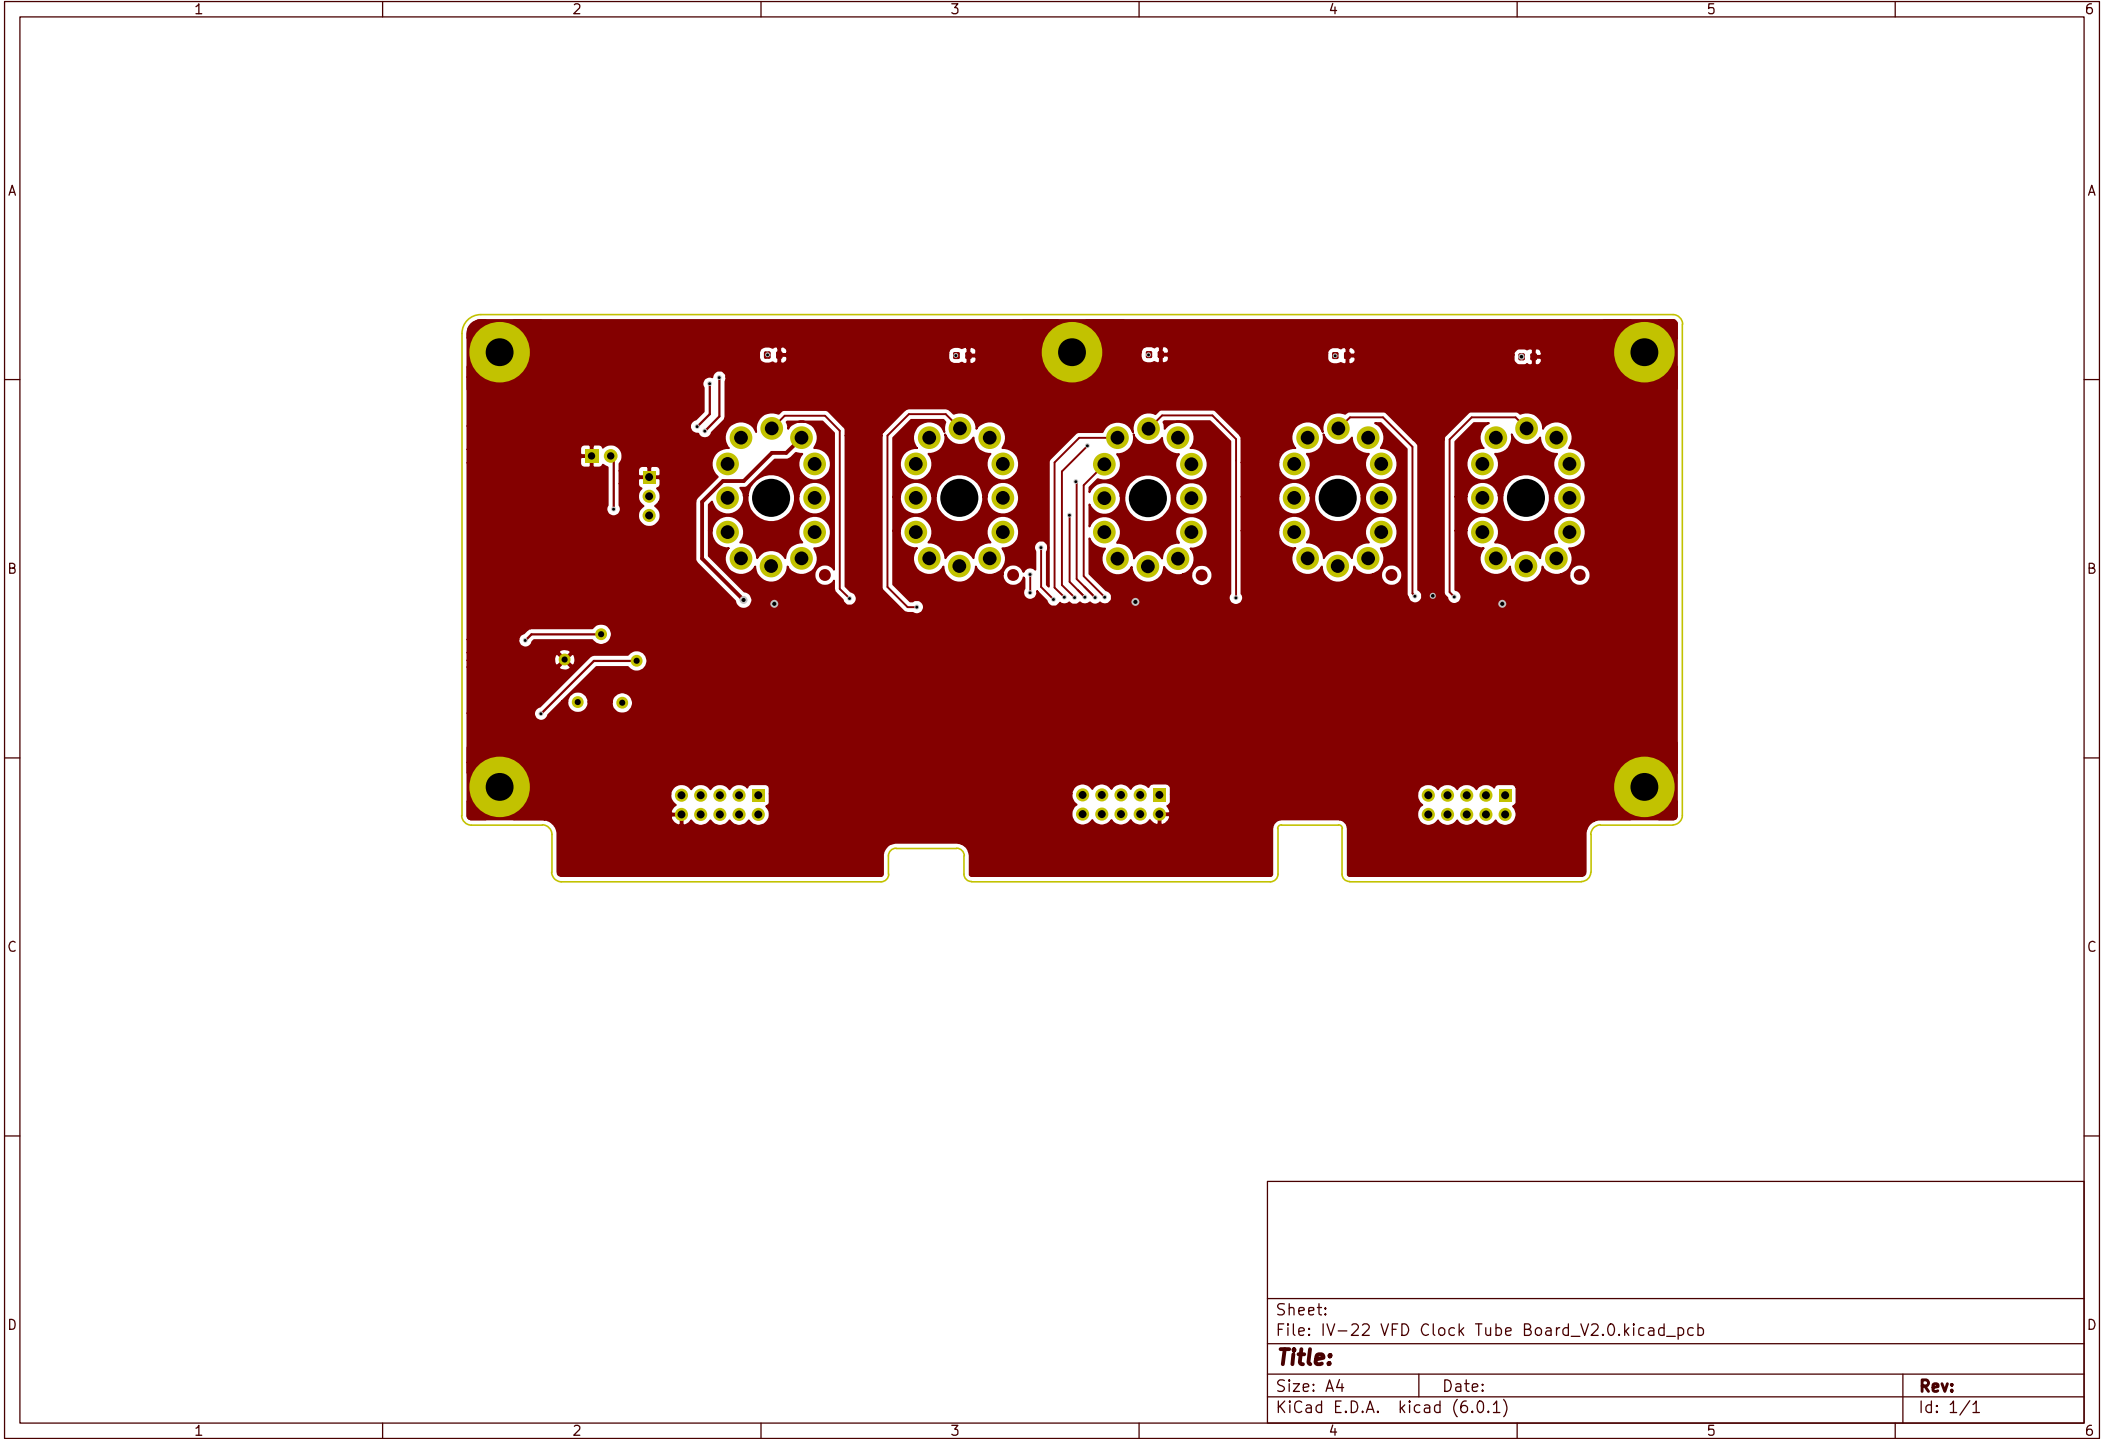 1 2 3 4 5 6
A A
B B
C C
D D
Sheet:
File: IV-22 VFD Clock Tube Board_V2.0.kicad_pcb
Title:
Size: A4 Date: Rev:
KiCad E.D.A. kicad (6.0.1) Id: 1/1
1 2 3 4 5 6